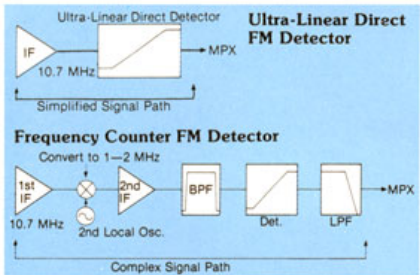 Ultra-Linear Direct Detector
Ultra-Linear Direct
FM Detector
IF
10.7 MHz
MPX
Simplified Signal Path
Frequency Counter FM Detector
Convert to 1—2 MHz
1st
IF
2nd
IF
BPF
MPX
10.7 MHz
2nd Local Osc.
Det.
LPF
Complex Signal Path